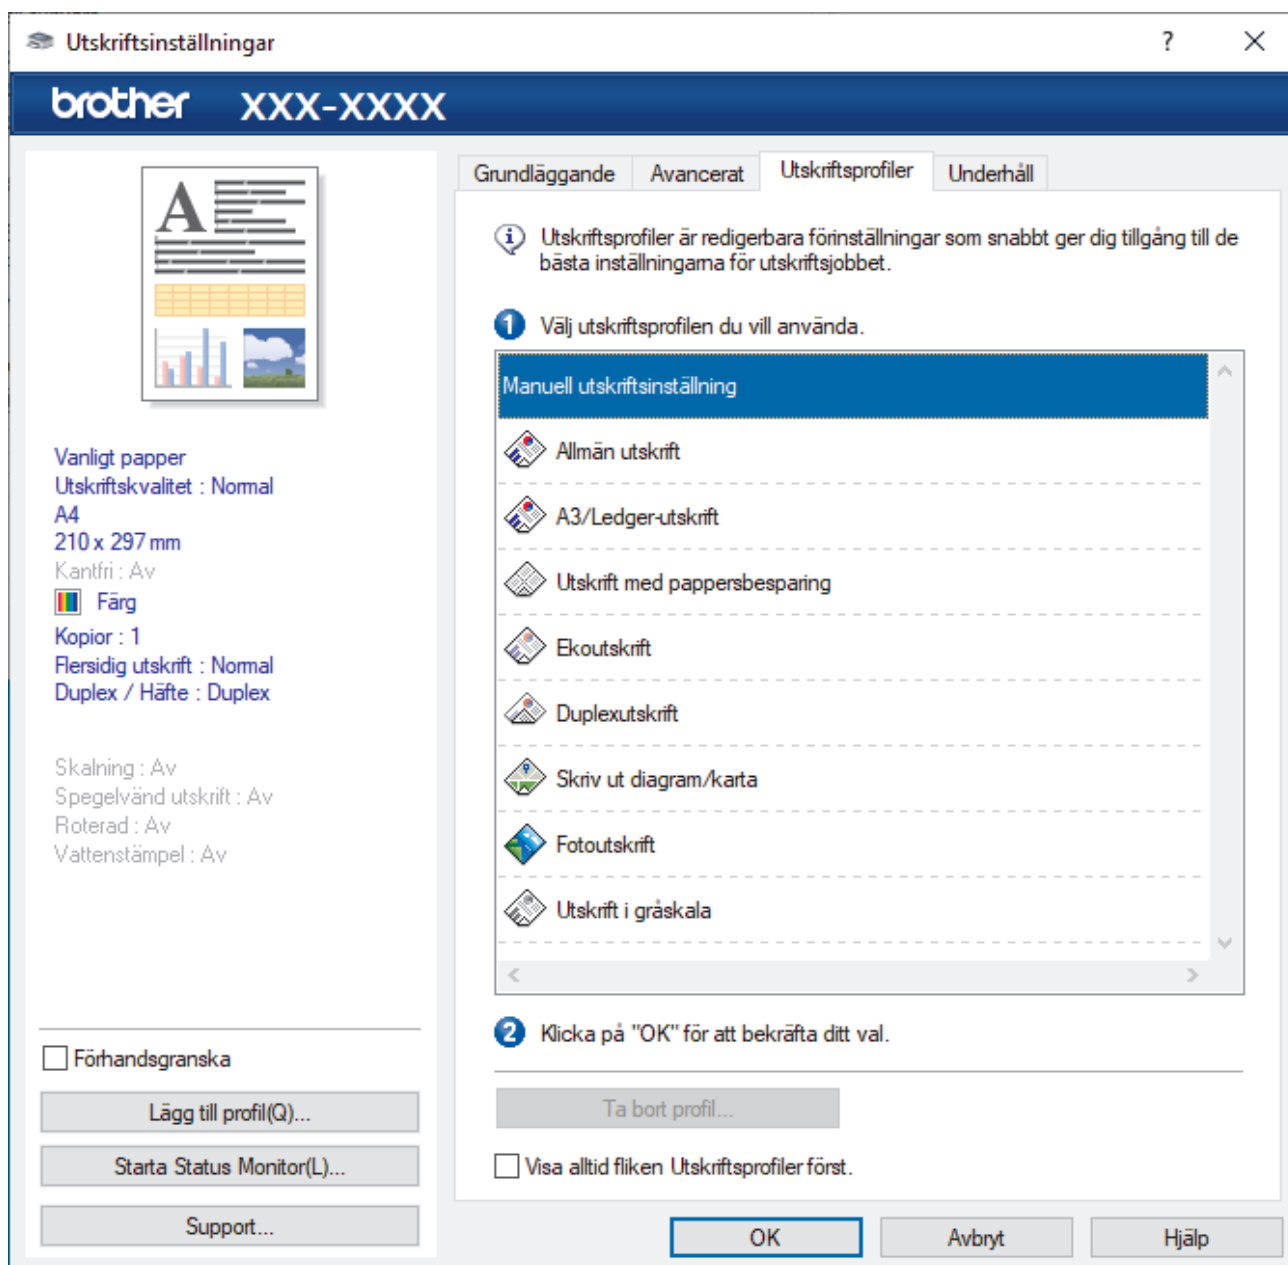 Utskriftsinställningar
?
brother XXX-XXXX
A
Vanligt papper
Utskriftskvalitet : Normal
A4
210 x 297 mm
Kantfri : Av
Färg
Kopior : 1
Flersidig utskrift : Normal
Duplex / Häfte : Duplex
Skalning : Av
Spegelvänd utskrift : Av
Roterad : Av
Vattenstämpel : Av
Förhandsgranska
Lägg till profil(Q)...
Starta Status Monitor(L)...
Support...
Grundläggande Avancerat Utskriftsprofiler Underhåll
Utskriftsprofiler är redigerbara förinställningar som snabbt ger dig tillgång till de
bästa inställningarna för utskriftsjobbet.
1 Välj utskriftsprofilen du vill använda.
Manuell utskriftsinställning
Allmän utskrift
A3/Ledger-utskrift
Utskrift med pappersbesparing
Ekoutskrift
Duplexutskrift
Skriv ut diagram/karta
Fotoutskrift
Utskrift i gråskala
2 Klicka på "OK" för att bekräfta ditt val.
Ta bort profil...
Visa alltid fliken Utskriftsprofiler först.
OK Avbryt Hjälp